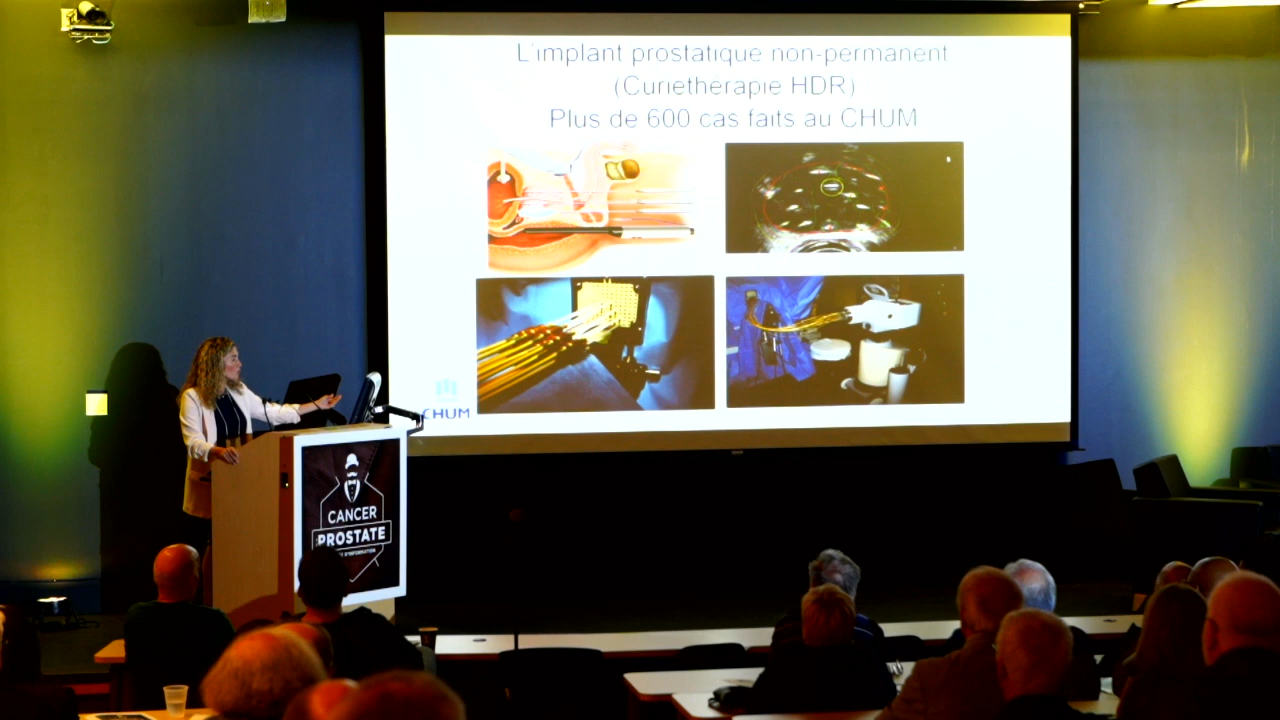 L'implant prostatique non-permanent
(Curiethérapie HDR)
Plus de 600 cas faits au CHUM
CHUM
CANCER
PROSTATE